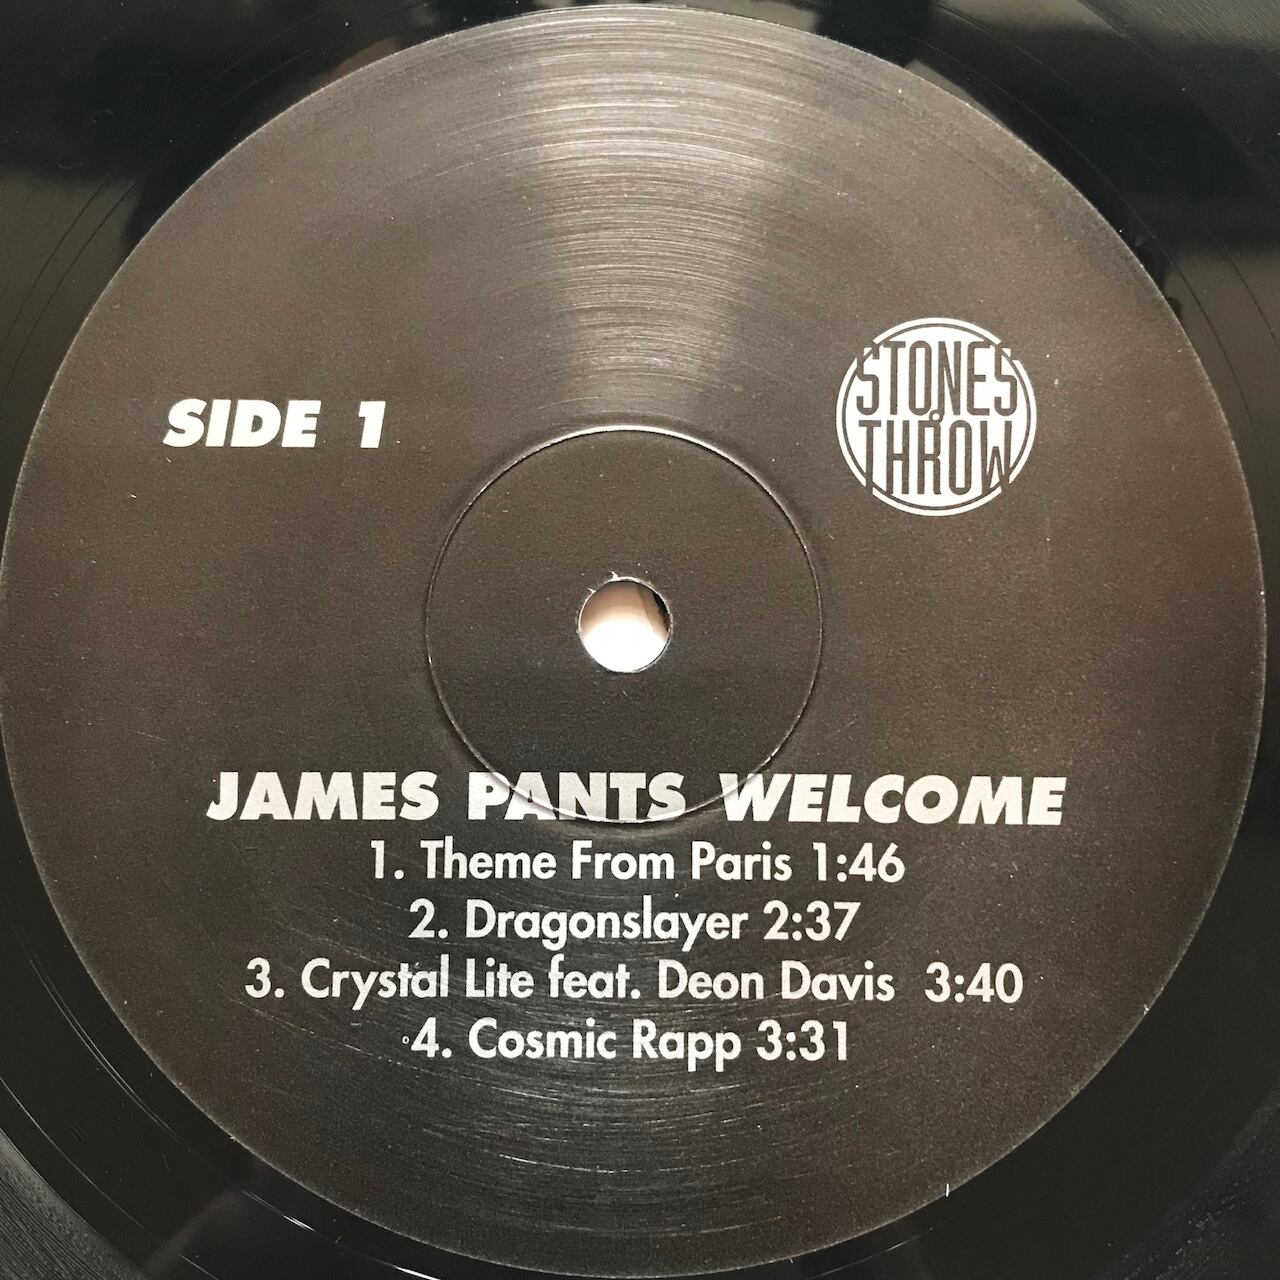 SIDE 1
STONES
THROW
JAMES PANTS WELCOME
1. Theme From Paris 1:46
2. Dragonslayer 2:37
3. Crystal Lite feat. Deon Davis 3:40
4. Cosmic Rapp 3:31